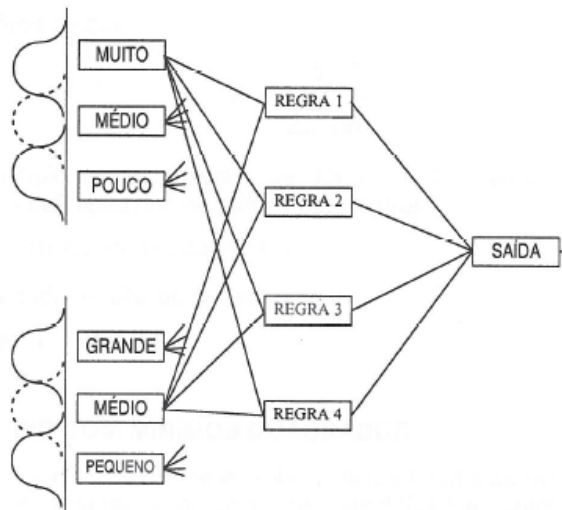 MUITO
MÉDIO
POUCO
GRANDE
MÉDIO
PEQUENO
REGRA 1
REGRA 2
REGRA 3
REGRA 4
SAÍDA